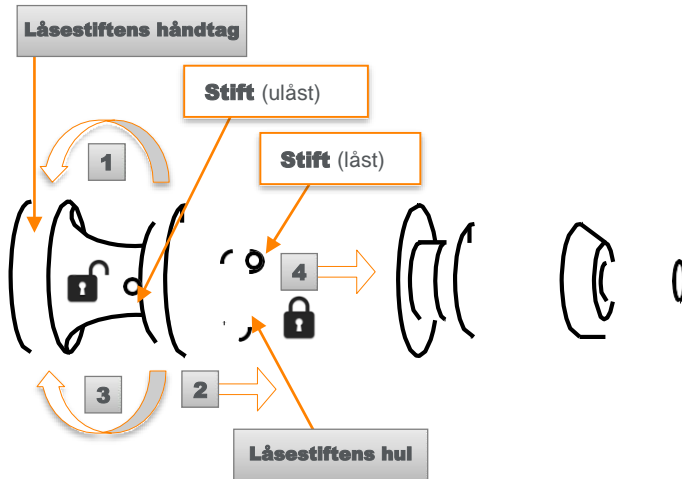 Låsestiftens håndtag
Stift (ulåst)
1
Stift (låst)
4
3
2
Låsestiftens hul